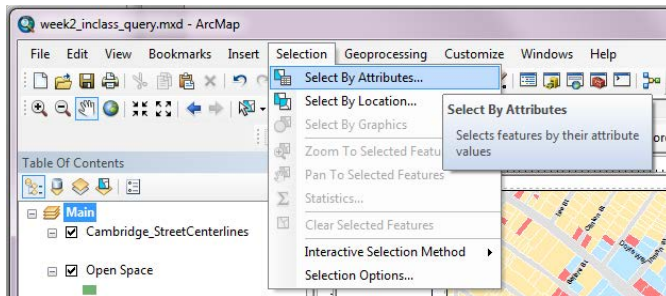 week2_inclass_query.mxd - ArcMap
File Edit View Bookmarks Insert Selection Geoprocessing Customize Windows Help
Select By Attributes...
Select By Location...
Select By Graphics
Zoom To Selected Featu
Pan To Selected Features
Statistics...
Clear Selected Features
Interactive Selection Method
Selection Options...
Select By Attributes
Selects features by their attribute
values
Table Of Contents
Main
Cambridge_StreetCenterlines
Open Space